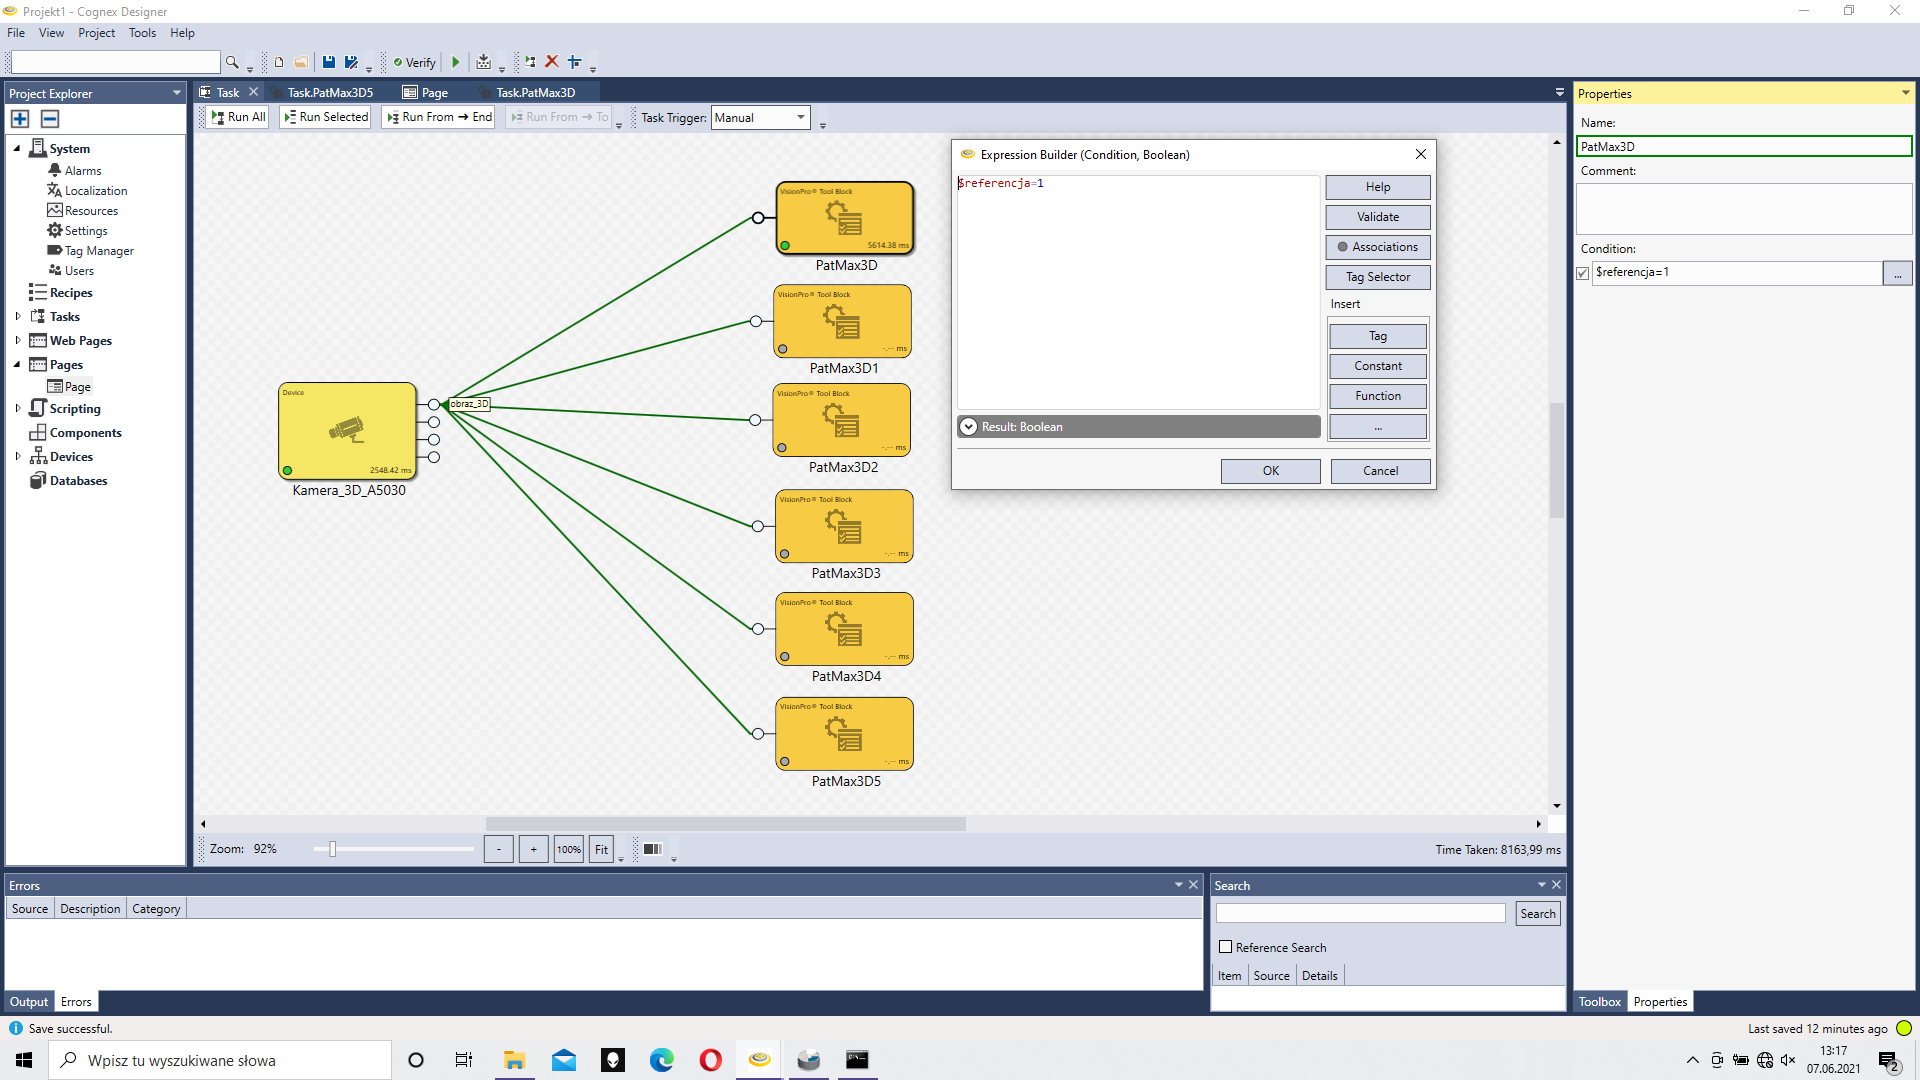 Projekt1 - Cognex Designer
File View Project Tools Help
Verify
Project Explorer
System
Alarms
Localization
Resources
Settings
Tag Manager
Users
Recipes
Tasks
Web Pages
Pages
Page
Scripting
Components
Devices
Databases
Task Task.PatMax3D5 Page Task.PatMax3D
Run All Run Selected Run From → End Run From → To Task Trigger: Manual
VisionPro® Tool Block
5614.38 ms
PatMax3D
VisionPro® Tool Block
-.-- ms
PatMax3D1
VisionPro® Tool Block
-.-- ms
PatMax3D2
VisionPro® Tool Block
-.-- ms
PatMax3D3
VisionPro® Tool Block
-.-- ms
PatMax3D4
VisionPro® Tool Block
-.-- ms
PatMax3D5
Device
obraz_3D
2548.42 ms
Kamera_3D_A5030
Expression Builder (Condition, Boolean)
$referencja=1
Help
Validate
Associations
Tag Selector
Insert
Tag
Constant
Function
...
Result: Boolean
OK Cancel
Zoom: 92% - + 100% Fit
Time Taken: 8163,99 ms
Properties
Name:
PatMax3D
Comment:
Condition:
$referencja=1 ...
Errors
Source Description Category
Output Errors
Search
Search
Reference Search
Item Source Details
Toolbox Properties
Save successful.
Last saved 12 minutes ago
Wpisz tu wyszukiwane słowa
13:17
07.06.2021
2